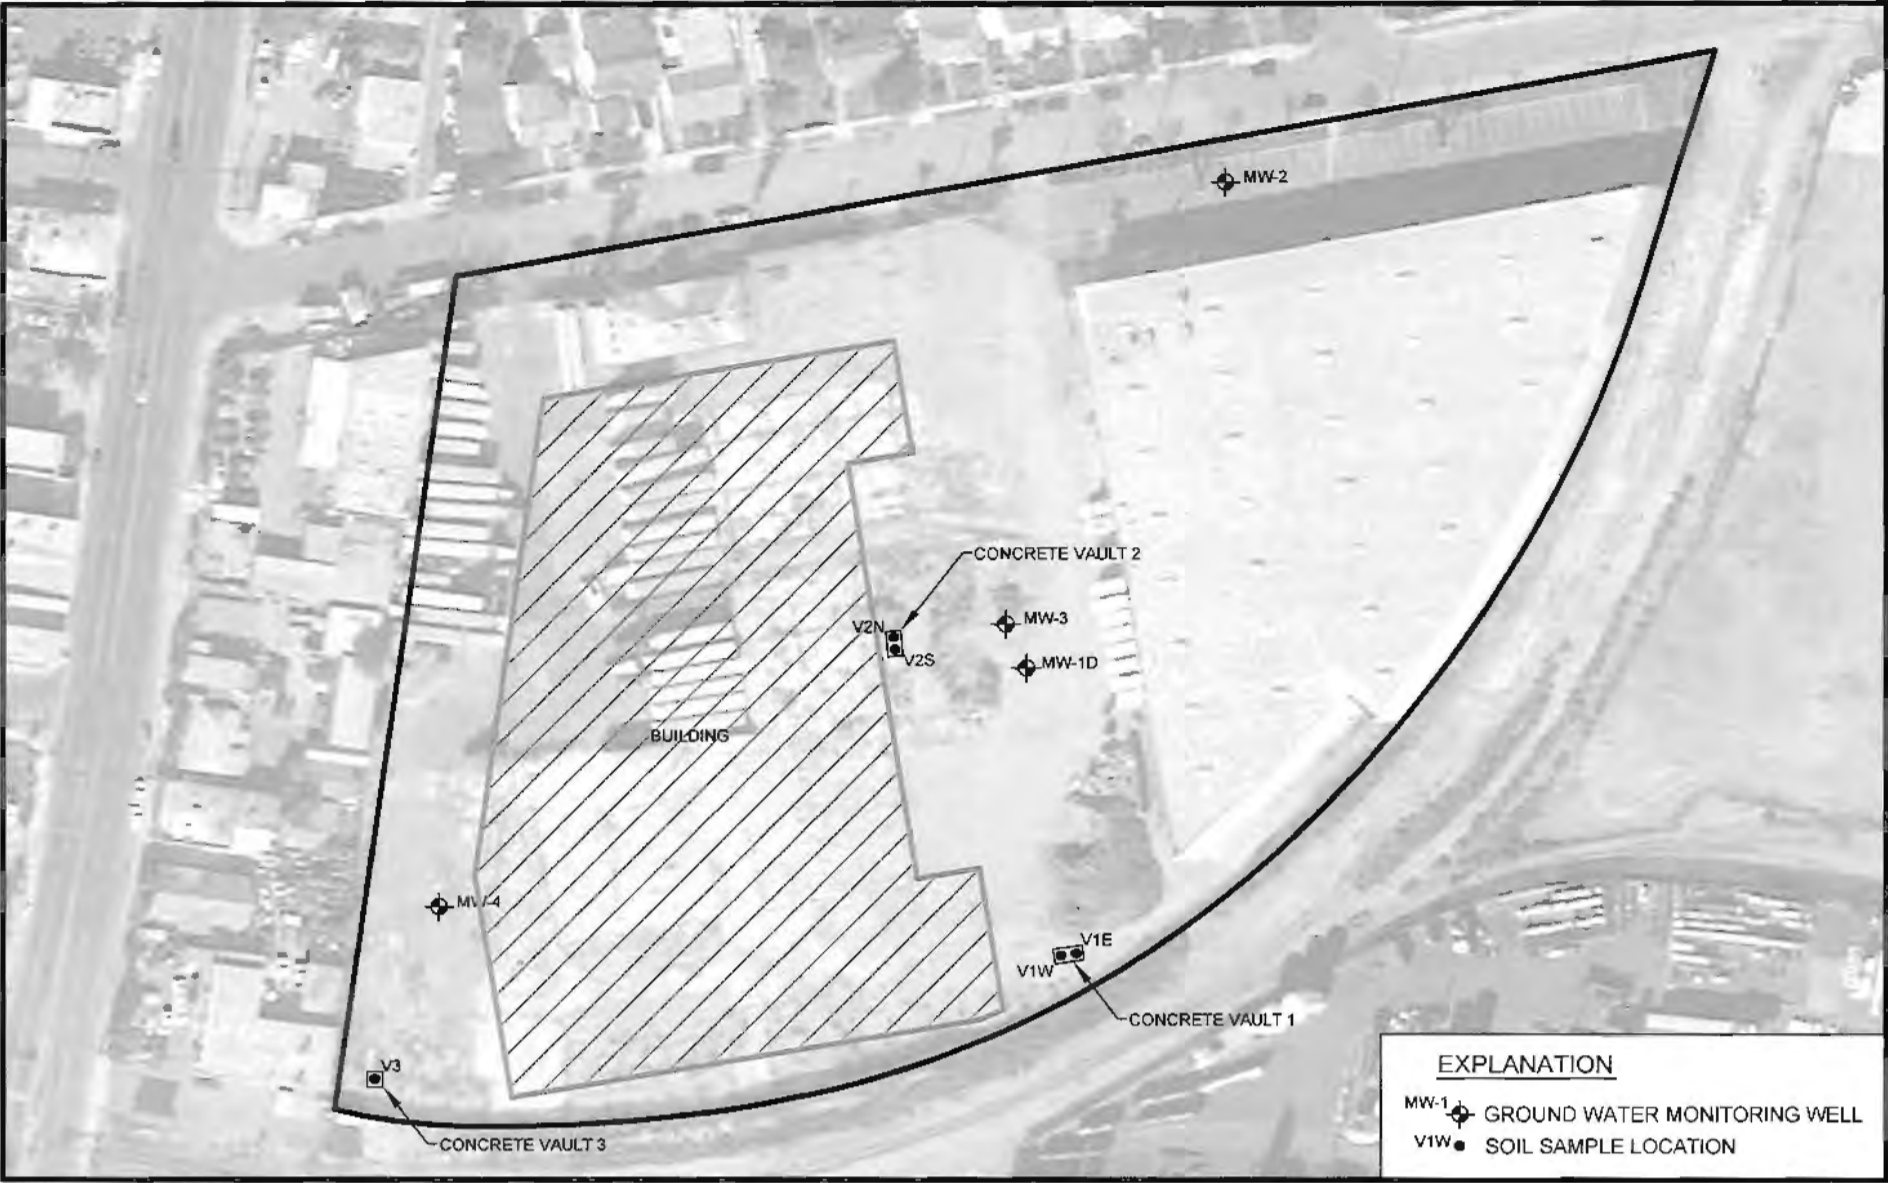 MW-2
CONCRETE VAULT 2
MW-3
V2N
V2S
MW-1D
BUILDING
MW-4
V1E
V1W
CONCRETE VAULT 1
V3
CONCRETE VAULT 3
EXPLANATION
MW-1 GROUND WATER MONITORING WELL
V1W SOIL SAMPLE LOCATION